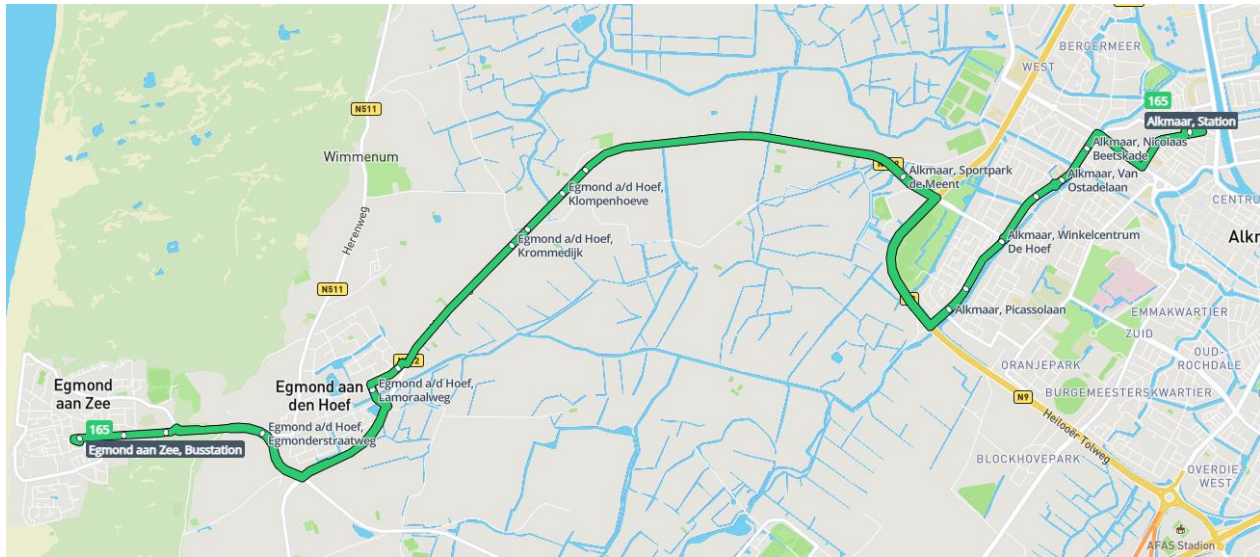 BERGERMEER
WEST
165
Alkmaar, Station
N511
Wimmenum
Alkmaar, Nicolaas
Beetskade
Alkmaar, Sportpark
de Meent
Alkmaar, Van
Ostadelaan
Egmond a/d Hoef,
Klompenhoeve
CENTRU
Herenweg
Egmond a/d Hoef,
Krommedijk
Alkmaar, Winkelcentrum
De Hoef
Alkm
N511
Alkmaar, Picassolaan
EMMAKWARTIER
ZUID
OUD-
ROCHDALE
ORANJEPARK
Egmond
aan Zee
Egmond aan
den Hoef
Egmond a/d Hoef,
Lamoraalweg
BURGEMEESTERSKWARTIER
N9
Heilooër Tolweg
165
Egmond aan Zee, Busstation
Egmond a/d Hoef,
Egmonderstraatweg
BLOCKHOVEPARK
OVERDIE-
WEST
AFAS Stadion